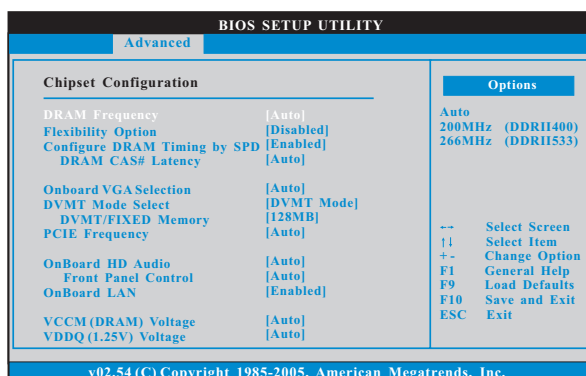 BIOS SETUP UTILITY
Advanced
Chipset Configuration
DRAM Frequency [Auto]
Flexibility Option [Disabled]
Configure DRAM Timing by SPD [Enabled]
DRAM CAS# Latency [Auto]
Onboard VGA Selection [Auto]
DVMT Mode Select [DVMT Mode]
DVMT/FIXED Memory [128MB]
PCIE Frequency [Auto]
OnBoard HD Audio [Auto]
Front Panel Control [Auto]
OnBoard LAN [Enabled]
VCCM (DRAM) Voltage [Auto]
VDDQ (1.25V) Voltage [Auto]
Options
Auto
200MHz (DDRII400)
266MHz (DDRII533)
←→ Select Screen
↑↓ Select Item
+ - Change Option
F1 General Help
F9 Load Defaults
F10 Save and Exit
ESC Exit
v02.54 (C) Copyright 1985-2005, American Megatrends, Inc.